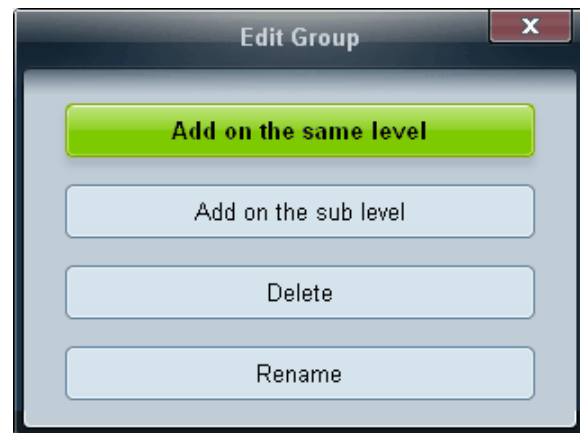 Edit Group
x
Add on the same level
Add on the sub level
Delete
Rename